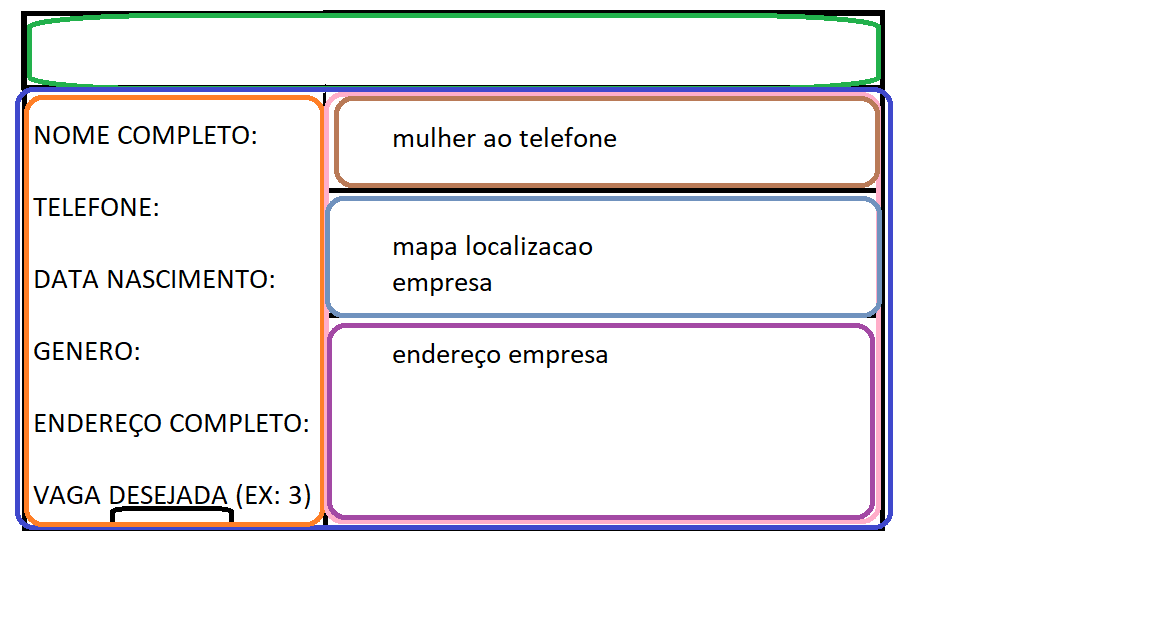 NOME COMPLETO:
TELEFONE:
DATA NASCIMENTO:
GENERO:
ENDEREÇO COMPLETO:
VAGA DESEJADA (EX: 3)
mulher ao telefone
mapa localizacao
empresa
endereço empresa